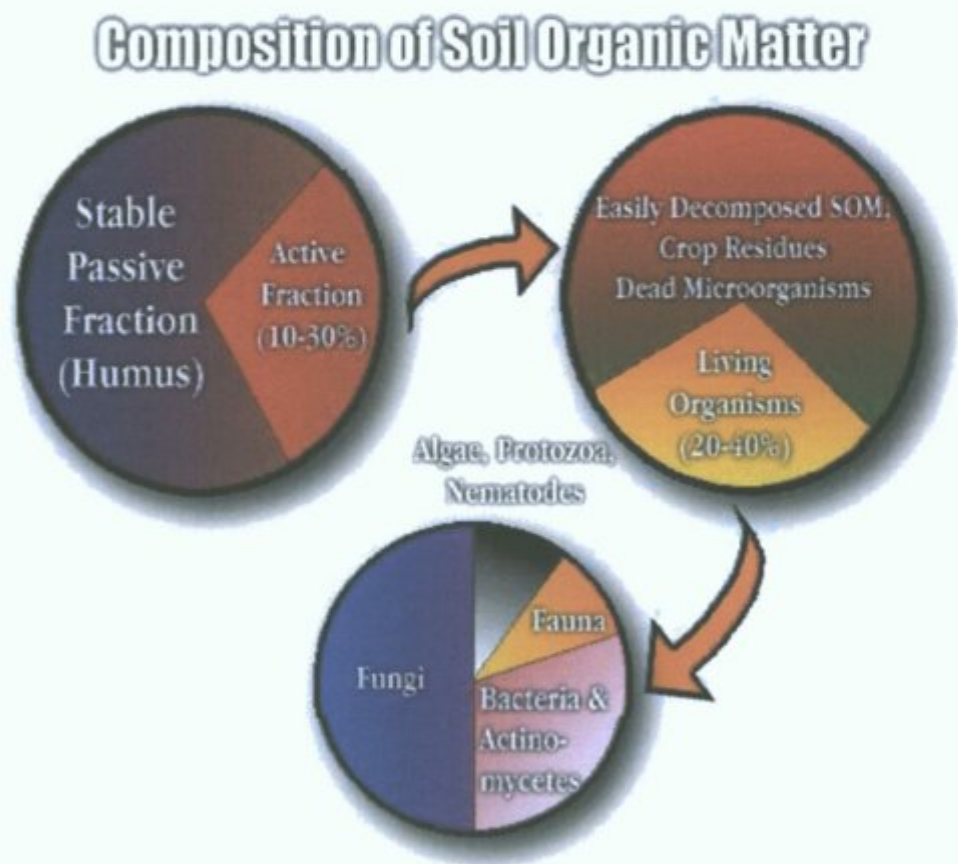 Composition of Soil Organic Matter
Stable
Passive
Fraction
(Humus)
Active
Fraction
(10-30%)
Easily Decomposed SOM,
Crop Residues
Dead Microorganisms
Living
Organisms
(20-40%)
Algae, Protozoa,
Nematodes
Fungi
Fauna
Bacteria &
Actino-
mycetes